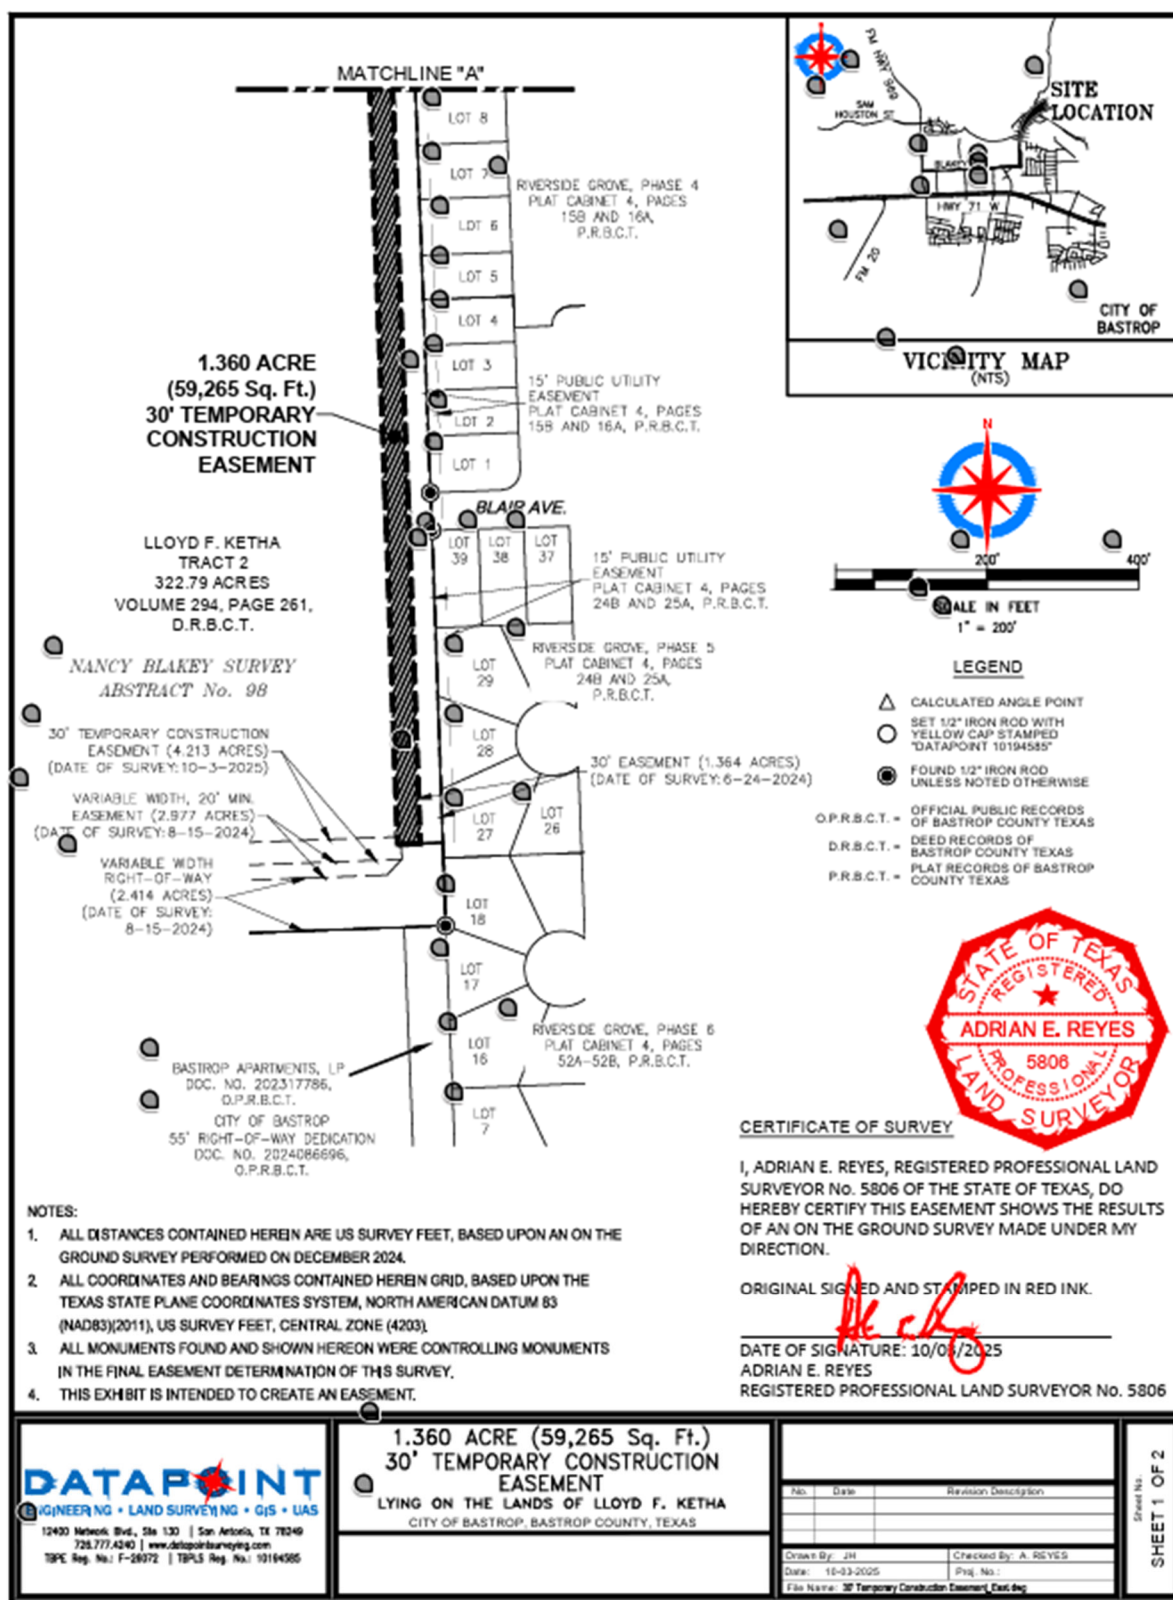 MATCHLINE "A"
LOT 8
LOT 7
RIVERSIDE GROVE, PHASE 4
PLAT CABINET 4, PAGES
15B AND 16A,
P.R.B.C.T.
LOT 6
LOT 5
LOT 4
LOT 3
15' PUBLIC UTILITY
EASEMENT
PLAT CABINET 4, PAGES
15B AND 16A, P.R.B.C.T.
LOT 2
LOT 1
1.360 ACRE
(59,265 Sq. Ft.)
30' TEMPORARY
CONSTRUCTION
EASEMENT
BLAIR AVE.
LOT
39
LOT
38
LOT
37
LLOYD F. KETHA
TRACT 2
322.79 ACRES
VOLUME 294, PAGE 261,
D.R.B.C.T.
15' PUBLIC UTILITY
EASEMENT
PLAT CABINET 4, PAGES
24B AND 25A, P.R.B.C.T.
NANCY BLAKEY SURVEY
ABSTRACT No. 98
RIVERSIDE GROVE, PHASE 5
PLAT CABINET 4, PAGES
24B AND 25A,
P.R.B.C.T.
LOT
29
LOT
28
30' TEMPORARY CONSTRUCTION
EASEMENT (4.213 ACRES)
(DATE OF SURVEY:10-3-2025)
30' EASEMENT (1.364 ACRES)
(DATE OF SURVEY:6-24-2024)
VARIABLE WIDTH, 20' MIN.
EASEMENT (2.977 ACRES)
(DATE OF SURVEY:8-15-2024)
LOT
27
LOT
26
VARIABLE WIDTH
RIGHT-OF-WAY
(2.414 ACRES)
(DATE OF SURVEY:
8-15-2024)
LOT
18
LOT
17
LOT
16
RIVERSIDE GROVE, PHASE 6
PLAT CABINET 4, PAGES
52A-52B, P.R.B.C.T.
BASTROP APARTMENTS, LP
DOC. NO. 202317786,
O.P.R.B.C.T.
CITY OF BASTROP
55' RIGHT-OF-WAY DEDICATION
DOC. NO. 2024086696,
O.P.R.B.C.T.
LOT
7
FM HWY 969
SAM
HOUSTON ST
SITE
LOCATION
BLAKEY
HWY 71 W
FM 20
CITY OF
BASTROP
VICINITY MAP
(NTS)
N
200' 400'
SCALE IN FEET
1" = 200'
LEGEND
CALCULATED ANGLE POINT
SET 1/2" IRON ROD WITH
YELLOW CAP STAMPED
"DATAPOINT 10194585"
FOUND 1/2" IRON ROD
UNLESS NOTED OTHERWISE
O.P.R.B.C.T. = OFFICIAL PUBLIC RECORDS
OF BASTROP COUNTY TEXAS
D.R.B.C.T. = DEED RECORDS OF
BASTROP COUNTY TEXAS
P.R.B.C.T. = PLAT RECORDS OF BASTROP
COUNTY TEXAS
STATE OF TEXAS
REGISTERED
ADRIAN E. REYES
5806
PROFESSIONAL
LAND SURVEYOR
CERTIFICATE OF SURVEY
I, ADRIAN E. REYES, REGISTERED PROFESSIONAL LAND
SURVEYOR No. 5806 OF THE STATE OF TEXAS, DO
HEREBY CERTIFY THIS EASEMENT SHOWS THE RESULTS
OF AN ON THE GROUND SURVEY MADE UNDER MY
DIRECTION.
ORIGINAL SIGNED AND STAMPED IN RED INK.
DATE OF SIGNATURE: 10/03/2025
ADRIAN E. REYES
REGISTERED PROFESSIONAL LAND SURVEYOR No. 5806
NOTES:
1. ALL DISTANCES CONTAINED HEREIN ARE US SURVEY FEET, BASED UPON AN ON THE
GROUND SURVEY PERFORMED ON DECEMBER 2024.
2. ALL COORDINATES AND BEARINGS CONTAINED HEREIN GRID, BASED UPON THE
TEXAS STATE PLANE COORDINATES SYSTEM, NORTH AMERICAN DATUM 83
(NAD83)(2011), US SURVEY FEET, CENTRAL ZONE (4203).
3. ALL MONUMENTS FOUND AND SHOWN HEREON WERE CONTROLLING MONUMENTS
IN THE FINAL EASEMENT DETERMINATION OF THIS SURVEY.
4. THIS EXHIBIT IS INTENDED TO CREATE AN EASEMENT.
DATAPOINT
ENGINEERING • LAND SURVEYING • GIS • UAS
12400 Network Blvd., Ste 130 | San Antonio, TX 78249
726.777.4240 | www.datapointsurveying.com
TBPE Reg. No.: F-26072 | TBPLS Reg. No.: 10194585
1.360 ACRE (59,265 Sq. Ft.)
30' TEMPORARY CONSTRUCTION
EASEMENT
LYING ON THE LANDS OF LLOYD F. KETHA
CITY OF BASTROP, BASTROP COUNTY, TEXAS
No. Date Revision Description
Drawn By: JH Checked By: A. REYES
Date: 10-03-2025 Proj. No.:
File Name: 30' Temporary Construction Easement_East.dwg
Sheet No.
SHEET 1 OF 2